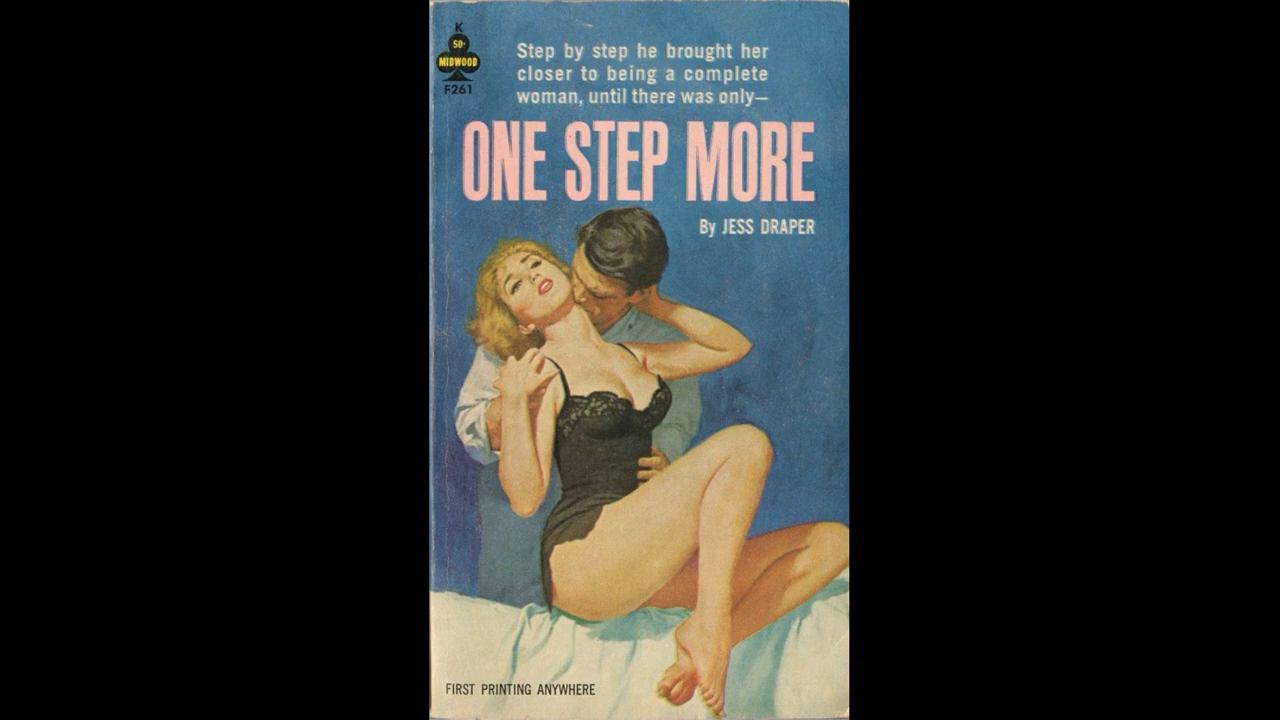 K
50¢
MIDWOOD
F261
Step by step he brought her
closer to being a complete
woman, until there was only—
ONE STEP MORE
By JESS DRAPER
FIRST PRINTING ANYWHERE